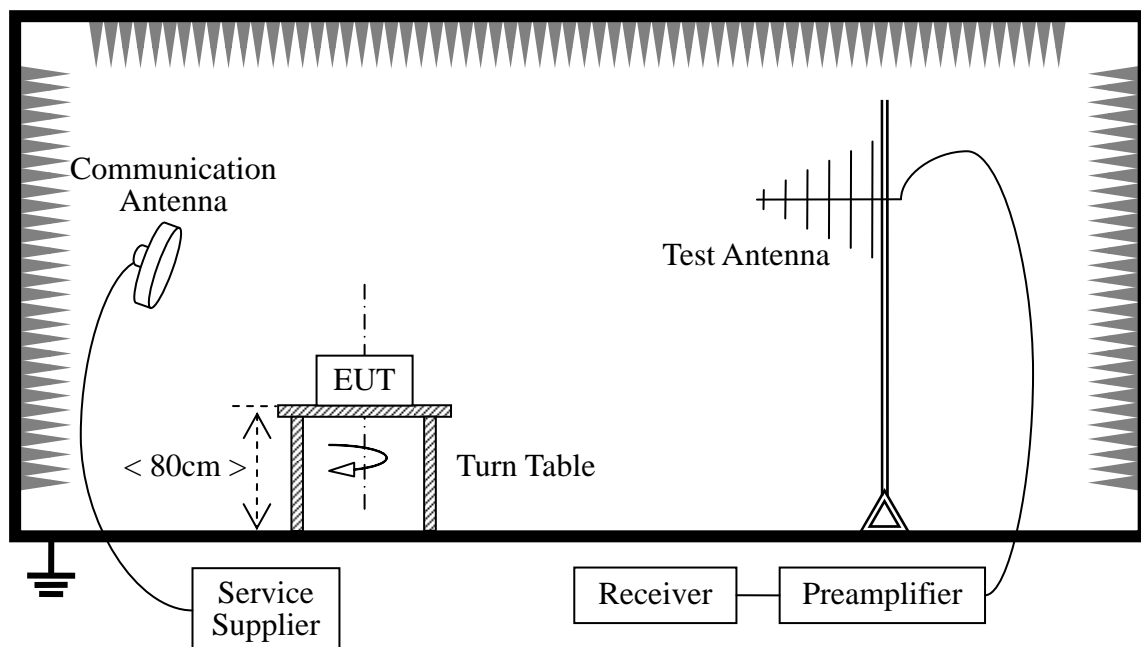 Communication
Antenna
Test Antenna
EUT
< 80cm >
Turn Table
Service
Supplier
Receiver
Preamplifier